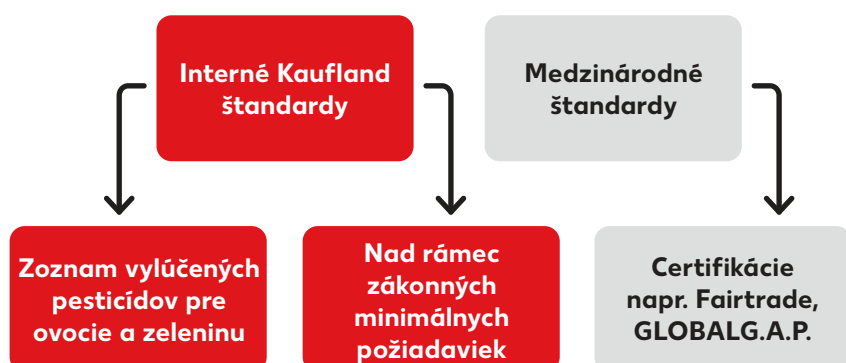 Interné Kaufland
štandardy
Medzinárodné
štandardy
Zoznam vylúčených
pesticídov pre
ovocie a zeleninu
Nad rámec
zákonných
minimálnych
požiadaviek
Certifikácie
napr. Fairtrade,
GLOBALG.A.P.